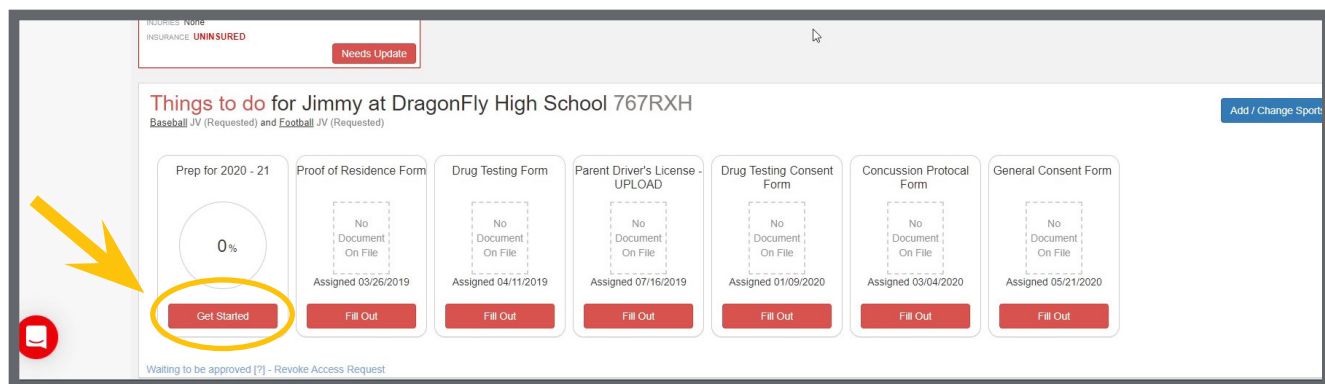 INJURIES None
INSURANCE UNINSURED
Needs Update
Things to do for Jimmy at DragonFly High School 767RXH
Baseball JV (Requested) and Football JV (Requested)
Add / Change Sports
Prep for 2020 - 21
0%
Get Started
Proof of Residence Form
No
Document
On File
Assigned 03/26/2019
Fill Out
Drug Testing Form
No
Document
On File
Assigned 04/11/2019
Fill Out
Parent Driver's License -
UPLOAD
No
Document
On File
Assigned 07/16/2019
Fill Out
Drug Testing Consent
Form
No
Document
On File
Assigned 01/09/2020
Fill Out
Concussion Protocal
Form
No
Document
On File
Assigned 03/04/2020
Fill Out
General Consent Form
No
Document
On File
Assigned 05/21/2020
Fill Out
Waiting to be approved [?] - Revoke Access Request